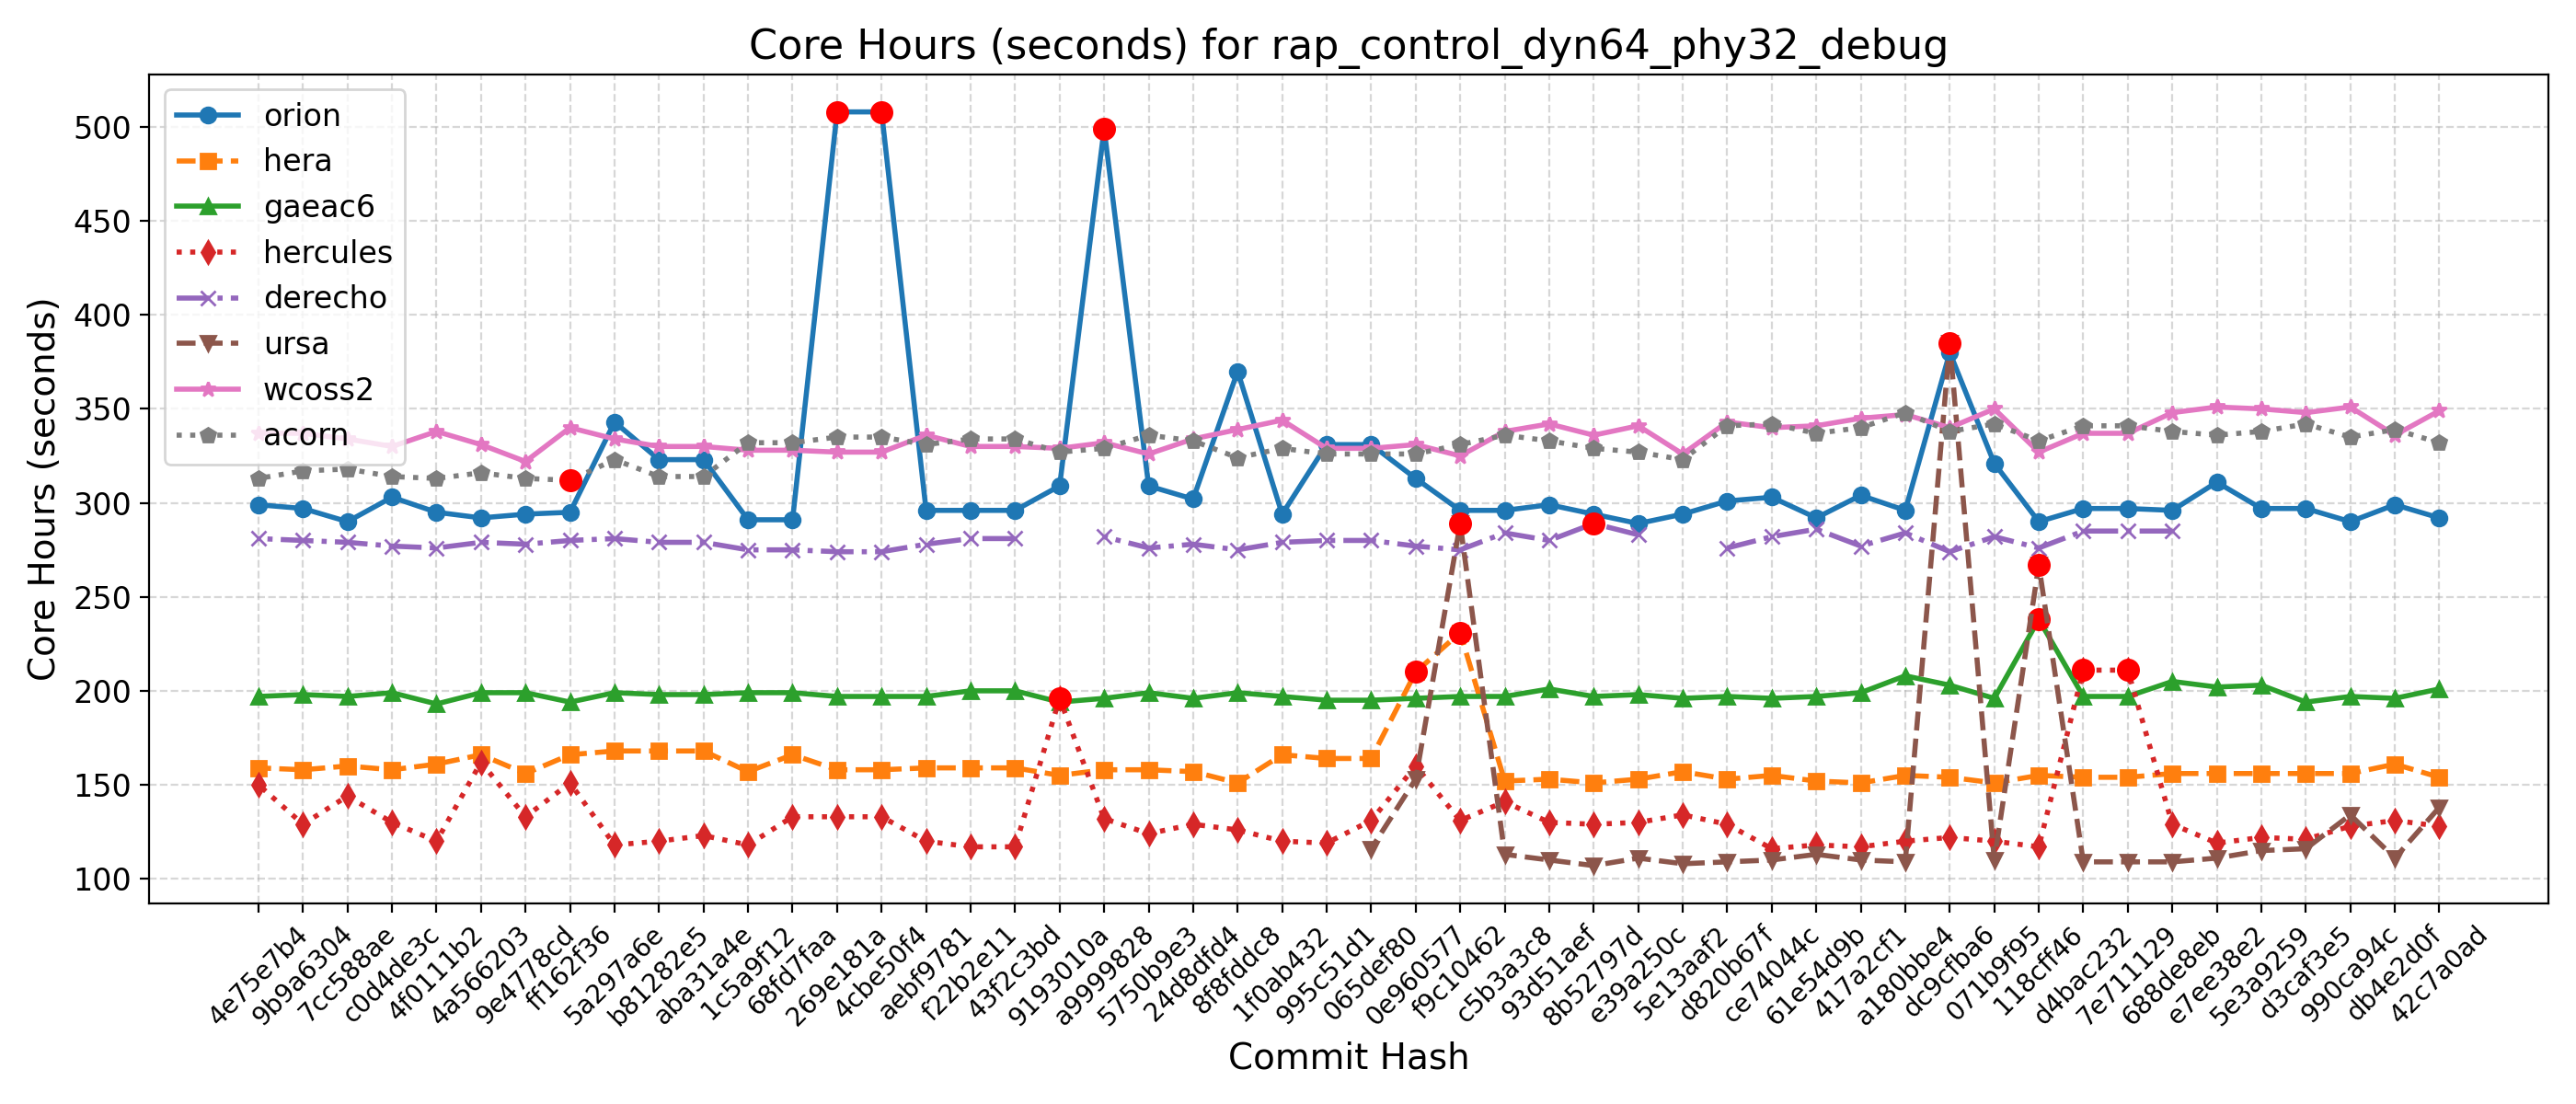 Core Hours (seconds) for rap_control_dyn64_phy32_debug
orion
hera
gaeac6
hercules
derecho
ursa
wcoss2
acorn
Core Hours (seconds)
500
450
400
350
300
250
200
150
100
4e75e7b4
9b9a6304
7cc588ae
c0d4de3c
4f0111b2
4a566203
9e4778cd
ff162f36
5a297a6e
b81282e5
aba31a4e
1c5a9f12
68fd7faa
269e181a
4cbe50f4
aebf9781
f22b2e11
43f2c3bd
9193010a
a9999828
5750b9e3
24d8dfd4
8f8fddc8
1f0ab432
995c51d1
065def80
0e960577
f9c10462
c5b3a3c8
93d51aef
8b52797d
e39a250c
5e13aaf2
d820b67f
ce74044c
61e54d9b
417a2cf1
a180bbe4
dc9cfba6
071b9f95
118cff46
d4bac232
7e711129
688de8eb
e7ee38e2
5e3a9259
d3caf3e5
990ca94c
db4e2d0f
42c7a0ad
Commit Hash